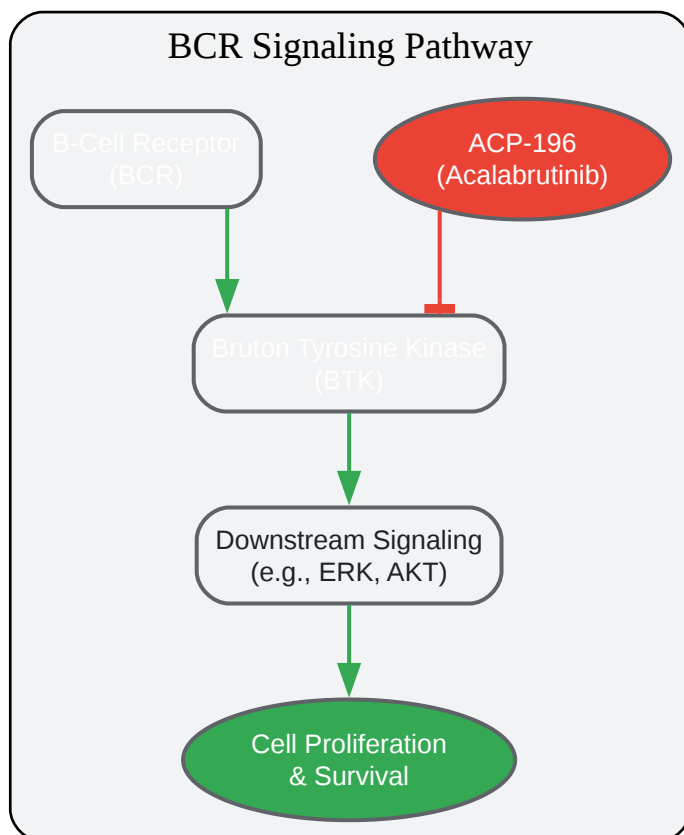 BCR Signaling Pathway
B-Cell Receptor
(BCR)
ACP-196
(Acalabrutinib)
Bruton Tyrosine Kinase
(BTK)
Downstream Signaling
(e.g., ERK, AKT)
Cell Proliferation
& Survival